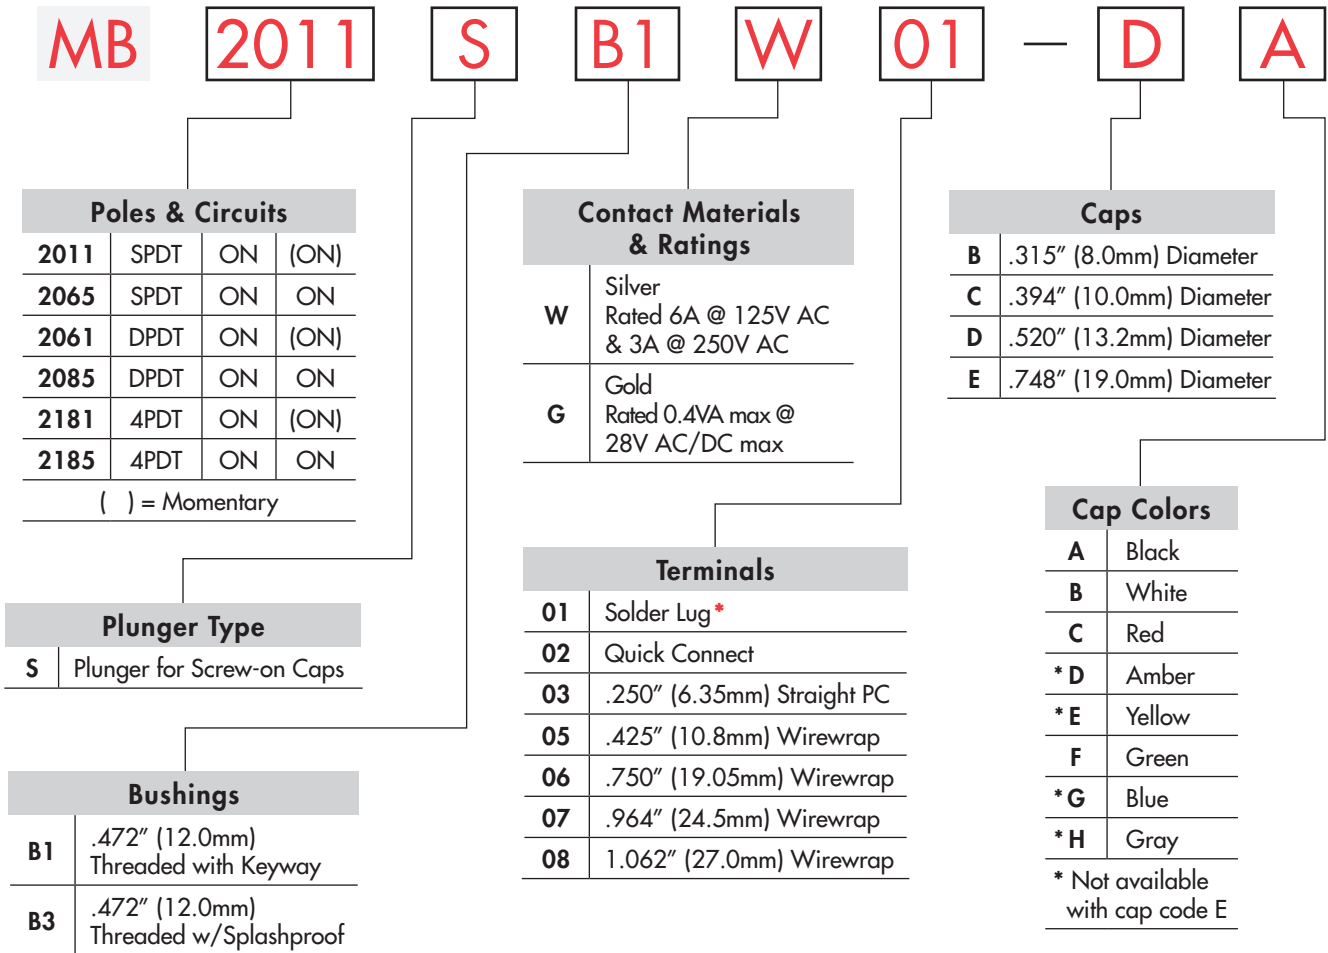 MB 2011 S B1 W 01 — D A
Poles & Circuits
2011 SPDT ON (ON)
2065 SPDT ON ON
2061 DPDT ON (ON)
2085 DPDT ON ON
2181 4PDT ON (ON)
2185 4PDT ON ON
( ) = Momentary
Plunger Type
S Plunger for Screw-on Caps
Bushings
B1 .472″ (12.0mm)
Threaded with Keyway
B3 .472″ (12.0mm)
Threaded w/Splashproof
Contact Materials
& Ratings
W Silver
Rated 6A @ 125V AC
& 3A @ 250V AC
G Gold
Rated 0.4VA max @
28V AC/DC max
Terminals
01 Solder Lug*
02 Quick Connect
03 .250″ (6.35mm) Straight PC
05 .425″ (10.8mm) Wirewrap
06 .750″ (19.05mm) Wirewrap
07 .964″ (24.5mm) Wirewrap
08 1.062″ (27.0mm) Wirewrap
Caps
B .315″ (8.0mm) Diameter
C .394″ (10.0mm) Diameter
D .520″ (13.2mm) Diameter
E .748″ (19.0mm) Diameter
Cap Colors
A Black
B White
C Red
* D Amber
* E Yellow
F Green
* G Blue
* H Gray
* Not available
with cap code E